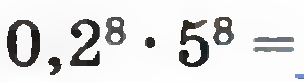 0,2⁸ · 5⁸ =